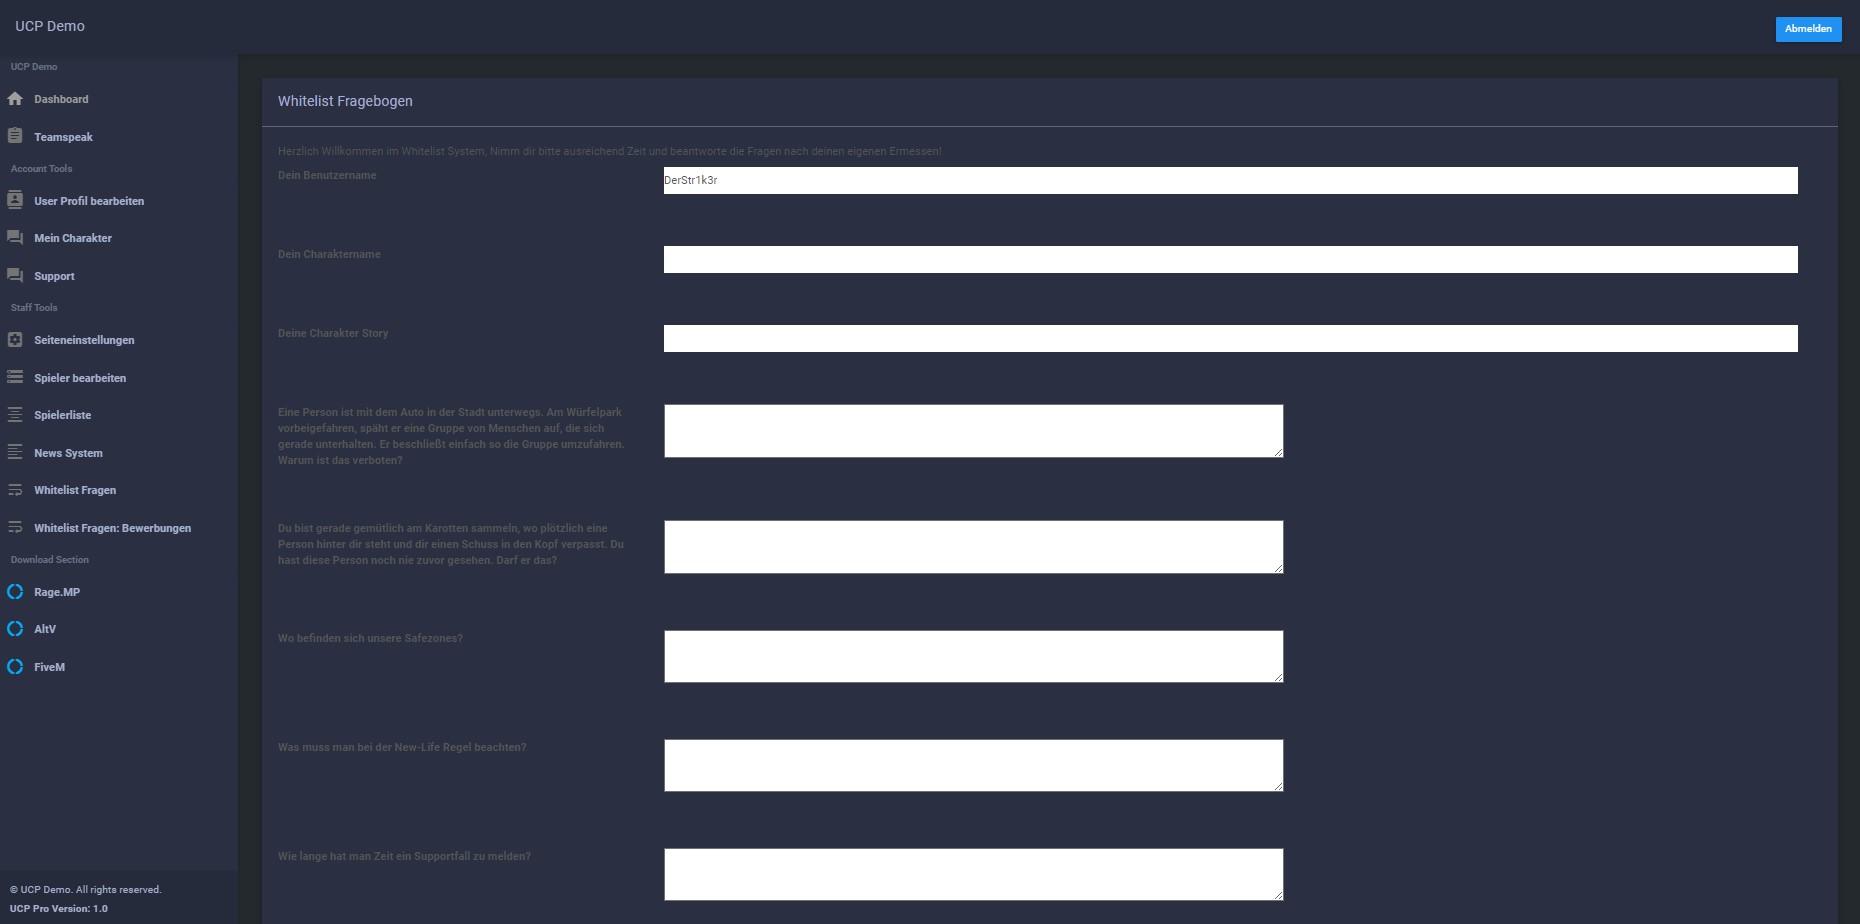 UCP Demo
Abmelden
UCP Demo
Dashboard
Teamspeak
Account Tools
User Profil bearbeiten
Mein Charakter
Support
Staff Tools
Seiteneinstellungen
Spieler bearbeiten
Spielerliste
News System
Whitelist Fragen
Whitelist Fragen: Bewerbungen
Download Section
Rage.MP
AltV
FiveM
© UCP Demo. All rights reserved.
UCP Pro Version: 1.0
Whitelist Fragebogen
Herzlich Willkommen im Whitelist System, Nimm dir bitte ausreichend Zeit und beantworte die Fragen nach deinen eigenen Ermessen!
Dein Benutzername
DerStr1k3r
Dein Charaktername
Deine Charakter Story
Eine Person ist mit dem Auto in der Stadt unterwegs. Am Würfelpark
vorbeigefahren, späht er eine Gruppe von Menschen auf, die sich
gerade unterhalten. Er beschließt einfach so die Gruppe umzufahren.
Warum ist das verboten?
Du bist gerade gemütlich am Karotten sammeln, wo plötzlich eine
Person hinter dir steht und dir einen Schuss in den Kopf verpasst. Du
hast diese Person noch nie zuvor gesehen. Darf er das?
Wo befinden sich unsere Safezones?
Was muss man bei der New-Life Regel beachten?
Wie lange hat man Zeit ein Supportfall zu melden?